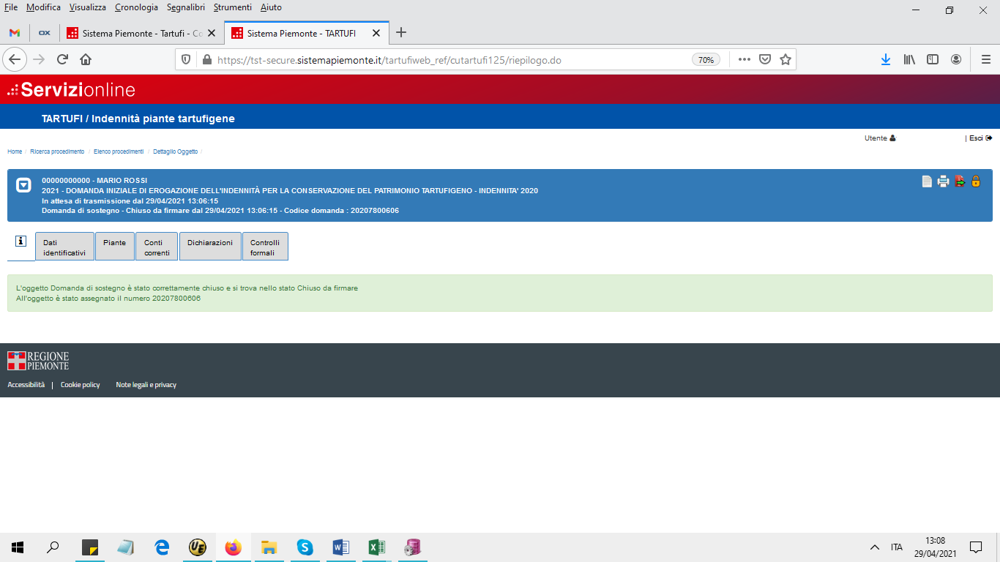 File Modifica Visualizza Cronologia Segnalibri Strumenti Aiuto
Sistema Piemonte - Tartufi - Co
Sistema Piemonte - TARTUFI
https://tst-secure.sistemapiemonte.it/tartufiweb_ref/cutartufi125/riepilogo.do
70%
Servizionline
TARTUFI / Indennità piante tartufigene
Utente | Esci
Home / Ricerca procedimento / Elenco procedimenti / Dettaglio Oggetto /
00000000000 - MARIO ROSSI
2021 - DOMANDA INIZIALE DI EROGAZIONE DELL'INDENNITÀ PER LA CONSERVAZIONE DEL PATRIMONIO TARTUFIGENO - INDENNITA' 2020
In attesa di trasmissione dal 29/04/2021 13:06:15
Domanda di sostegno - Chiuso da firmare dal 29/04/2021 13:06:15 - Codice domanda : 20207800606
Dati identificativi
Piante
Conti correnti
Dichiarazioni
Controlli formali
L'oggetto Domanda di sostegno è stato correttamente chiuso e si trova nello stato Chiuso da firmare
All'oggetto è stato assegnato il numero 20207800606
REGIONE
PIEMONTE
Accessibilità | Cookie policy Note legali e privacy
ITA
13:08
29/04/2021